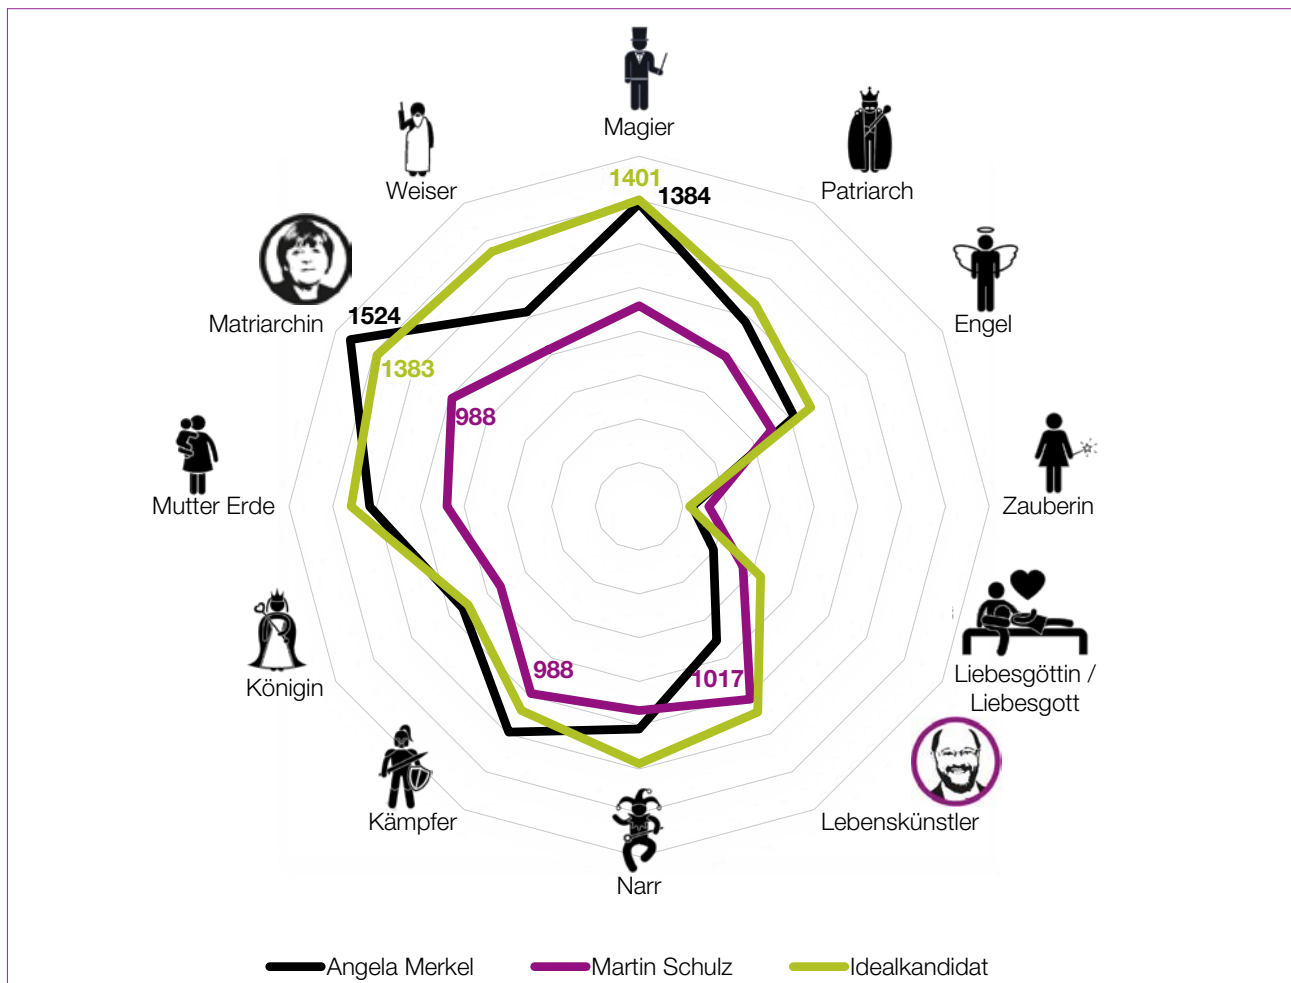 Magier
Patriarch
Weiser
1401
1384
Engel
Matriarchin
1524
1383
988
Mutter Erde
Zauberin
Königin
988
1017
Liebesgöttin /
Liebesgott
Kämpfer
Lebenskünstler
Narr
Angela Merkel
Martin Schulz
Idealkandidat